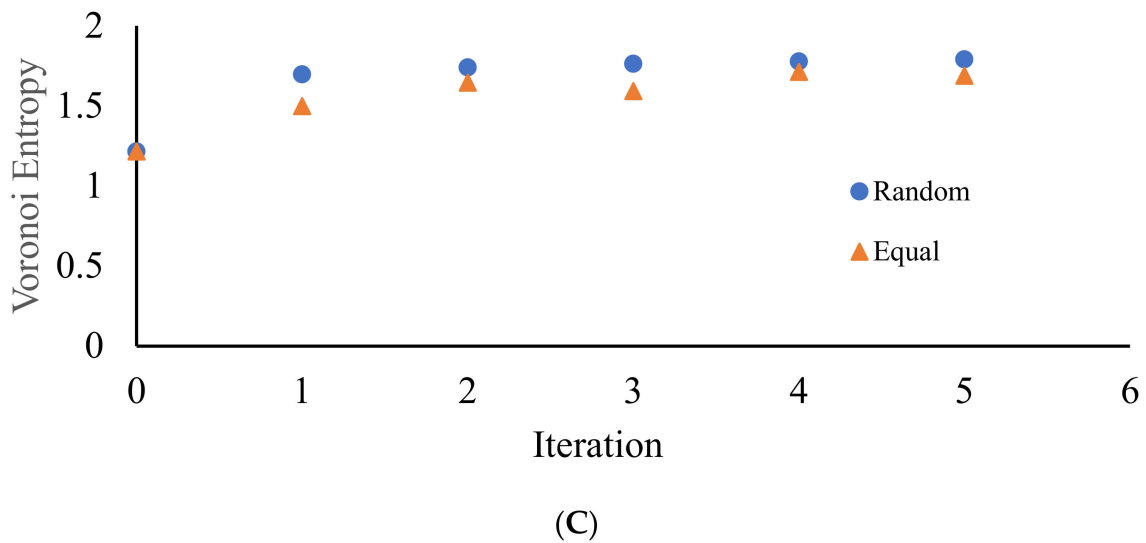 2
1.5
1
0.5
0
Voronoi Entropy
Random
Equal
0 1 2 3 4 5 6
Iteration
(C)